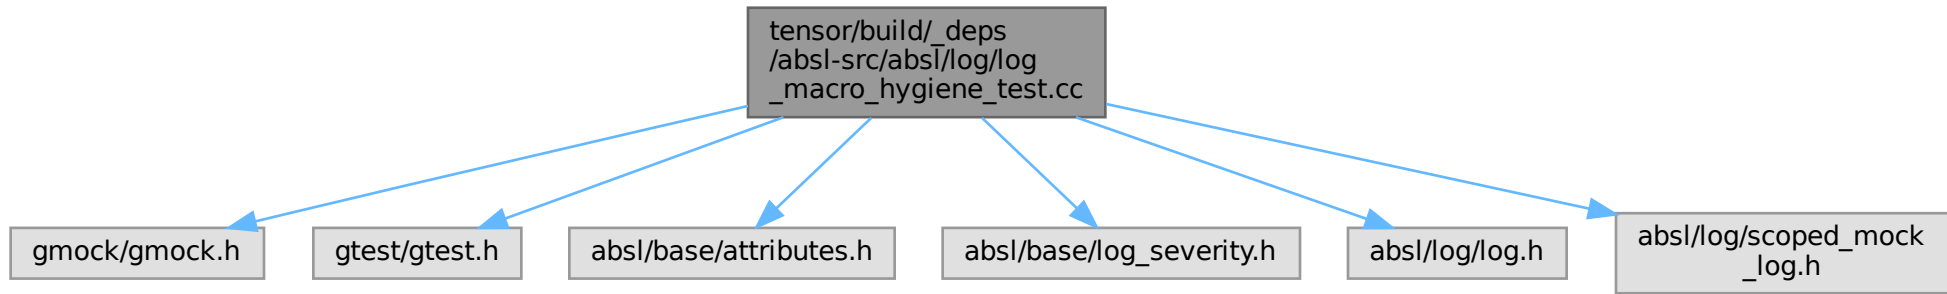 tensor/build/_deps
/absl-src/absl/log/log
_macro_hygiene_test.cc
gmock/gmock.h
gtest/gtest.h
absl/base/attributes.h
absl/base/log_severity.h
absl/log/log.h
absl/log/scoped_mock
_log.h